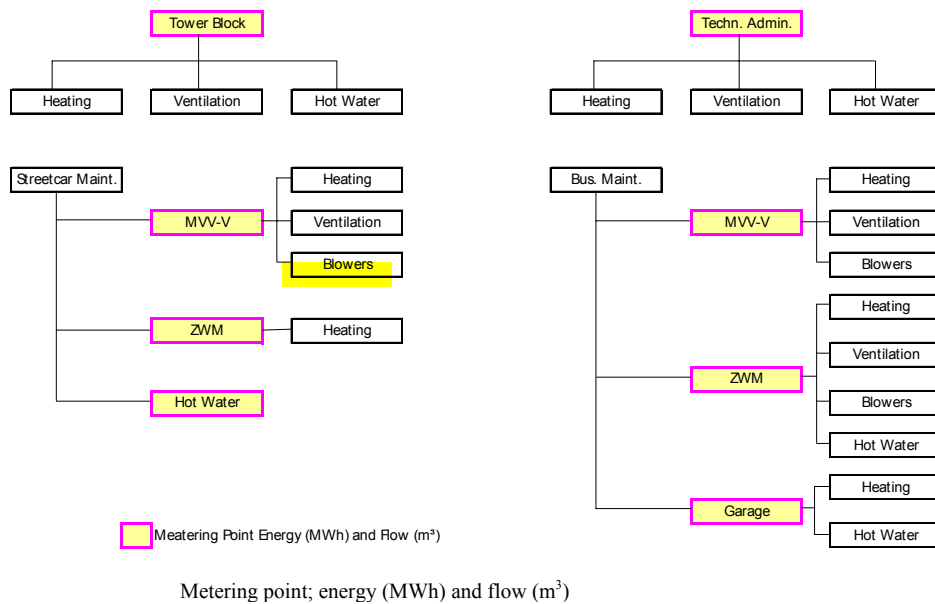 Tower Block
Heating
Ventilation
Hot Water
Techn. Admin.
Heating
Ventilation
Hot Water
Streetcar Maint.
MVV-V
Heating
Ventilation
Blowers
ZWM
Heating
Hot Water
Bus. Maint.
MVV-V
Heating
Ventilation
Blowers
ZWM
Heating
Ventilation
Blowers
Hot Water
Garage
Heating
Hot Water
Meatering Point Energy (MWh) and Flow (m³)
Metering point; energy (MWh) and flow (m³)